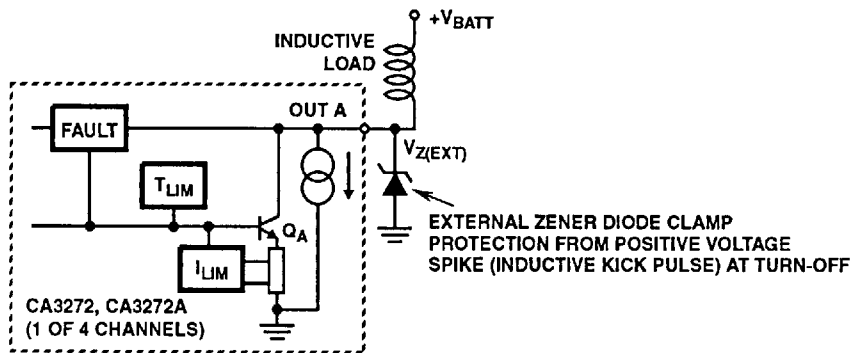 +VBATT
INDUCTIVE
LOAD
OUT A
FAULT
VZ(EXT)
TLIM
QA
ILIM
EXTERNAL ZENER DIODE CLAMP
PROTECTION FROM POSITIVE VOLTAGE
SPIKE (INDUCTIVE KICK PULSE) AT TURN-OFF
CA3272, CA3272A
(1 OF 4 CHANNELS)